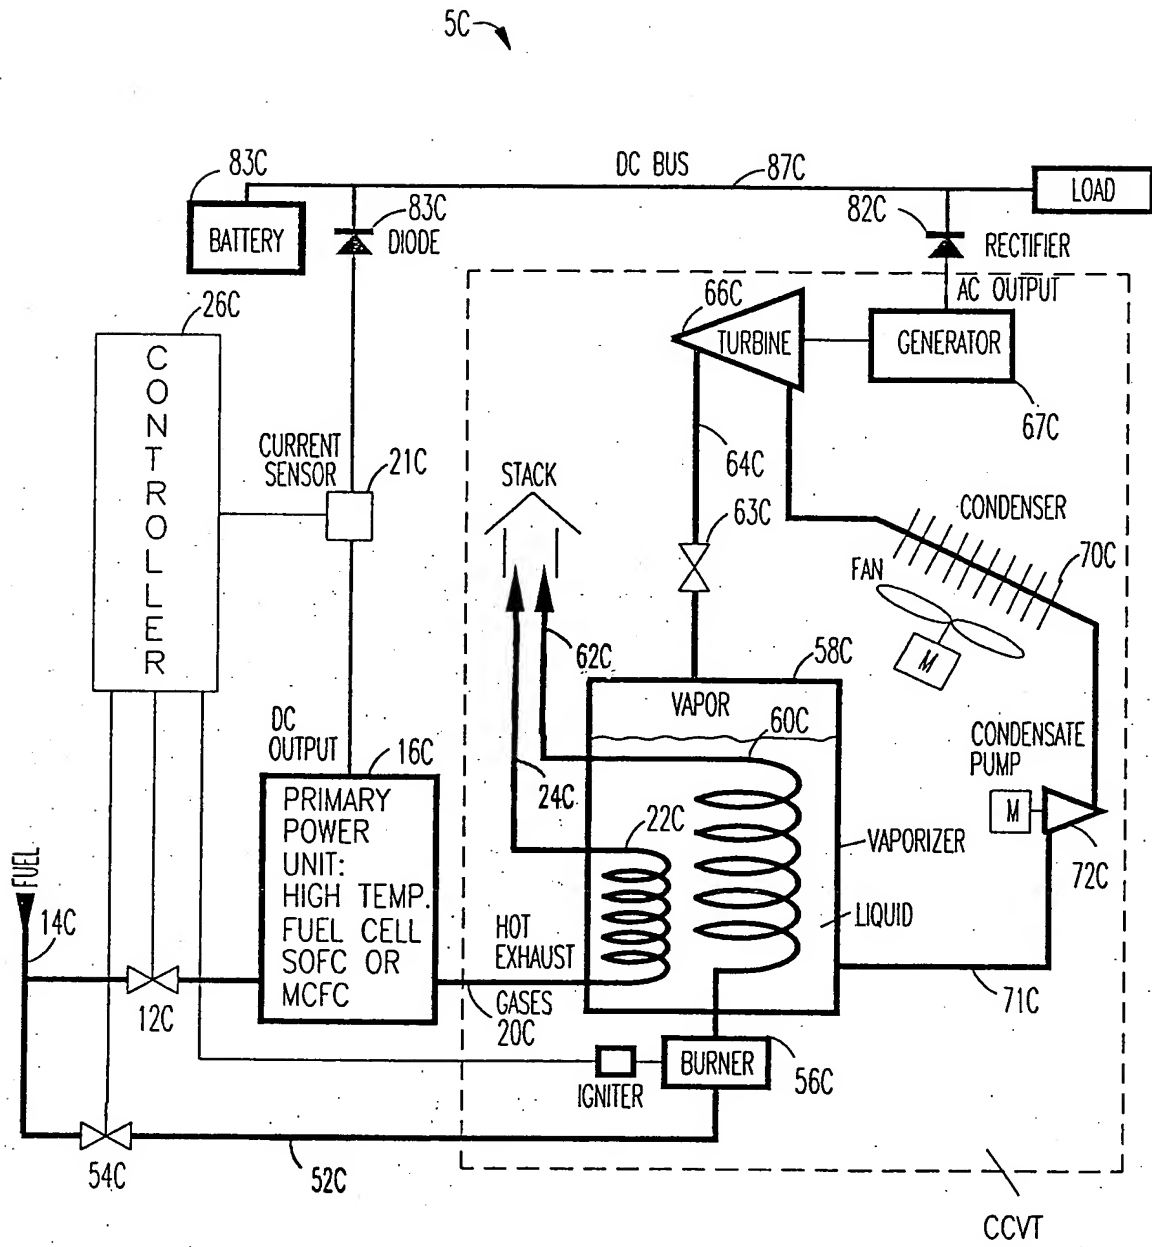 5C
83C
DC BUS
87C
LOAD
BATTERY
83C
DIODE
82C
RECTIFIER
AC OUTPUT
26C
66C
TURBINE
GENERATOR
67C
CONTROLLER
CURRENT
SENSOR
21C
64C
STACK
63C
CONDENSER
70C
FAN
M
62C
58C
VAPOR
60C
DC
OUTPUT
16C
24C
CONDENSATE
PUMP
M
72C
PRIMARY
POWER
UNIT:
HIGH TEMP.
FUEL CELL
SOFC OR
MCFC
22C
VAPORIZER
LIQUID
FUEL
14C
HOT
EXHAUST
GASES
20C
12C
71C
IGNITER
BURNER
56C
54C
52C
CCVT